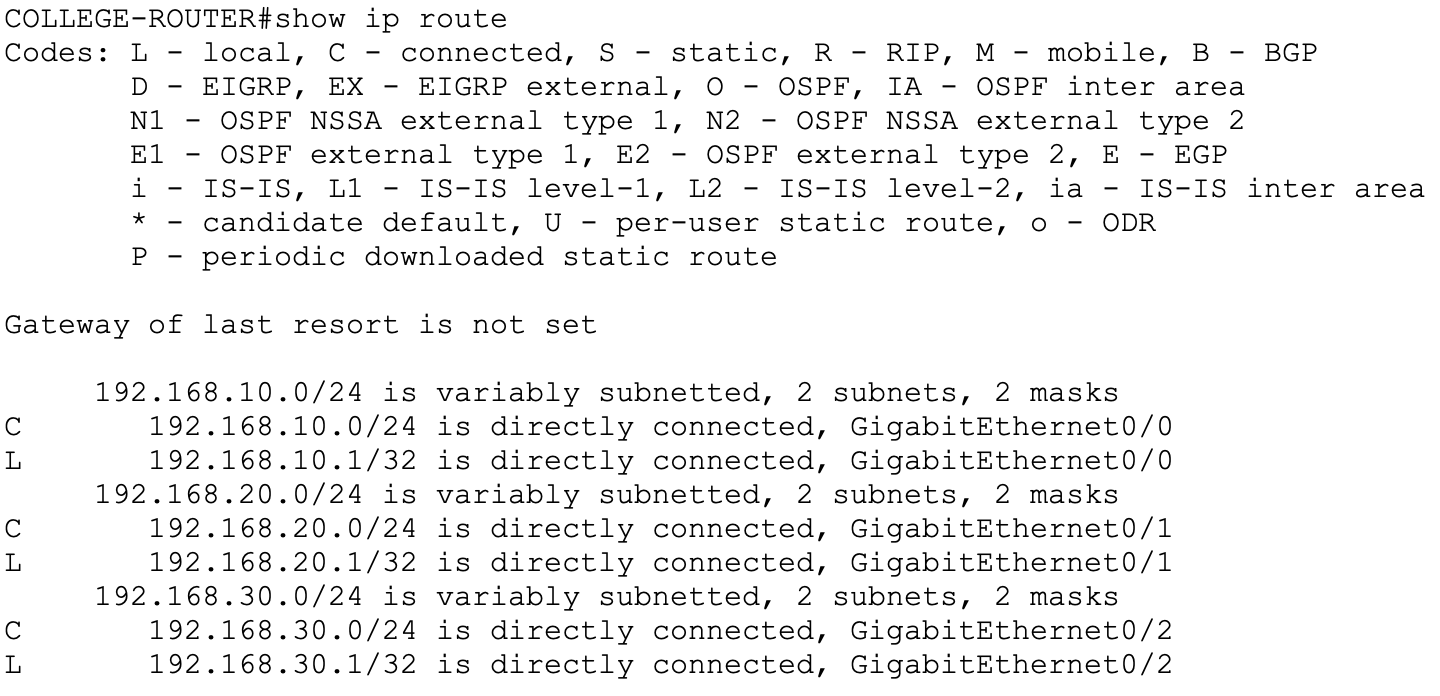 COLLEGE-ROUTER#show ip route
Codes: L - local, C - connected, S - static, R - RIP, M - mobile, B - BGP
       D - EIGRP, EX - EIGRP external, O - OSPF, IA - OSPF inter area
       N1 - OSPF NSSA external type 1, N2 - OSPF NSSA external type 2
       E1 - OSPF external type 1, E2 - OSPF external type 2, E - EGP
       i - IS-IS, L1 - IS-IS level-1, L2 - IS-IS level-2, ia - IS-IS inter area
       * - candidate default, U - per-user static route, o - ODR
       P - periodic downloaded static route

Gateway of last resort is not set

     192.168.10.0/24 is variably subnetted, 2 subnets, 2 masks
C       192.168.10.0/24 is directly connected, GigabitEthernet0/0
L       192.168.10.1/32 is directly connected, GigabitEthernet0/0
     192.168.20.0/24 is variably subnetted, 2 subnets, 2 masks
C       192.168.20.0/24 is directly connected, GigabitEthernet0/1
L       192.168.20.1/32 is directly connected, GigabitEthernet0/1
     192.168.30.0/24 is variably subnetted, 2 subnets, 2 masks
C       192.168.30.0/24 is directly connected, GigabitEthernet0/2
L       192.168.30.1/32 is directly connected, GigabitEthernet0/2